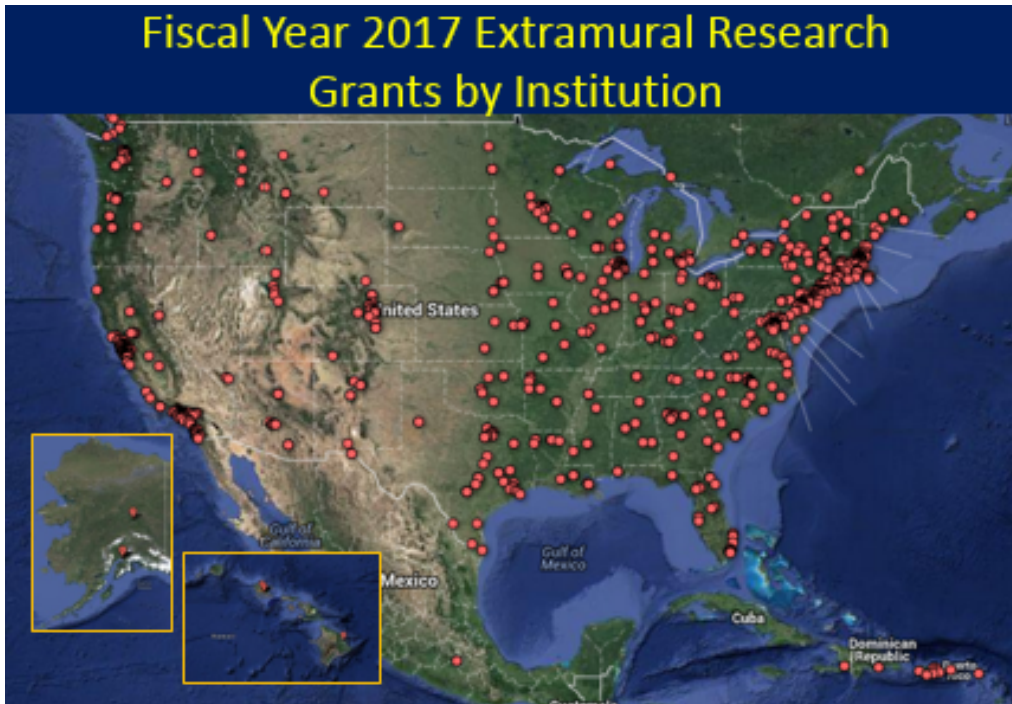 Fiscal Year 2017 Extramural Research
Grants by Institution
United States
Gulf of
California
Gulf of
Mexico
Mexico
Cuba
Dominican
Republic